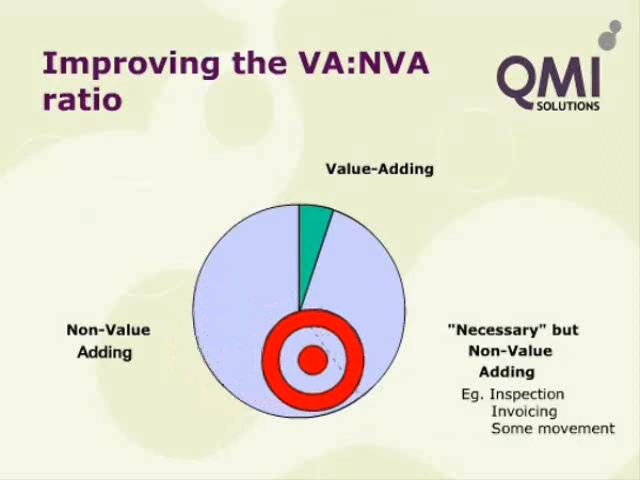 Improving the VA:NVA
ratio
QMI
SOLUTIONS
Value-Adding
Non-Value
Adding
"Necessary" but
Non-Value
Adding
Eg. Inspection
Invoicing
Some movement